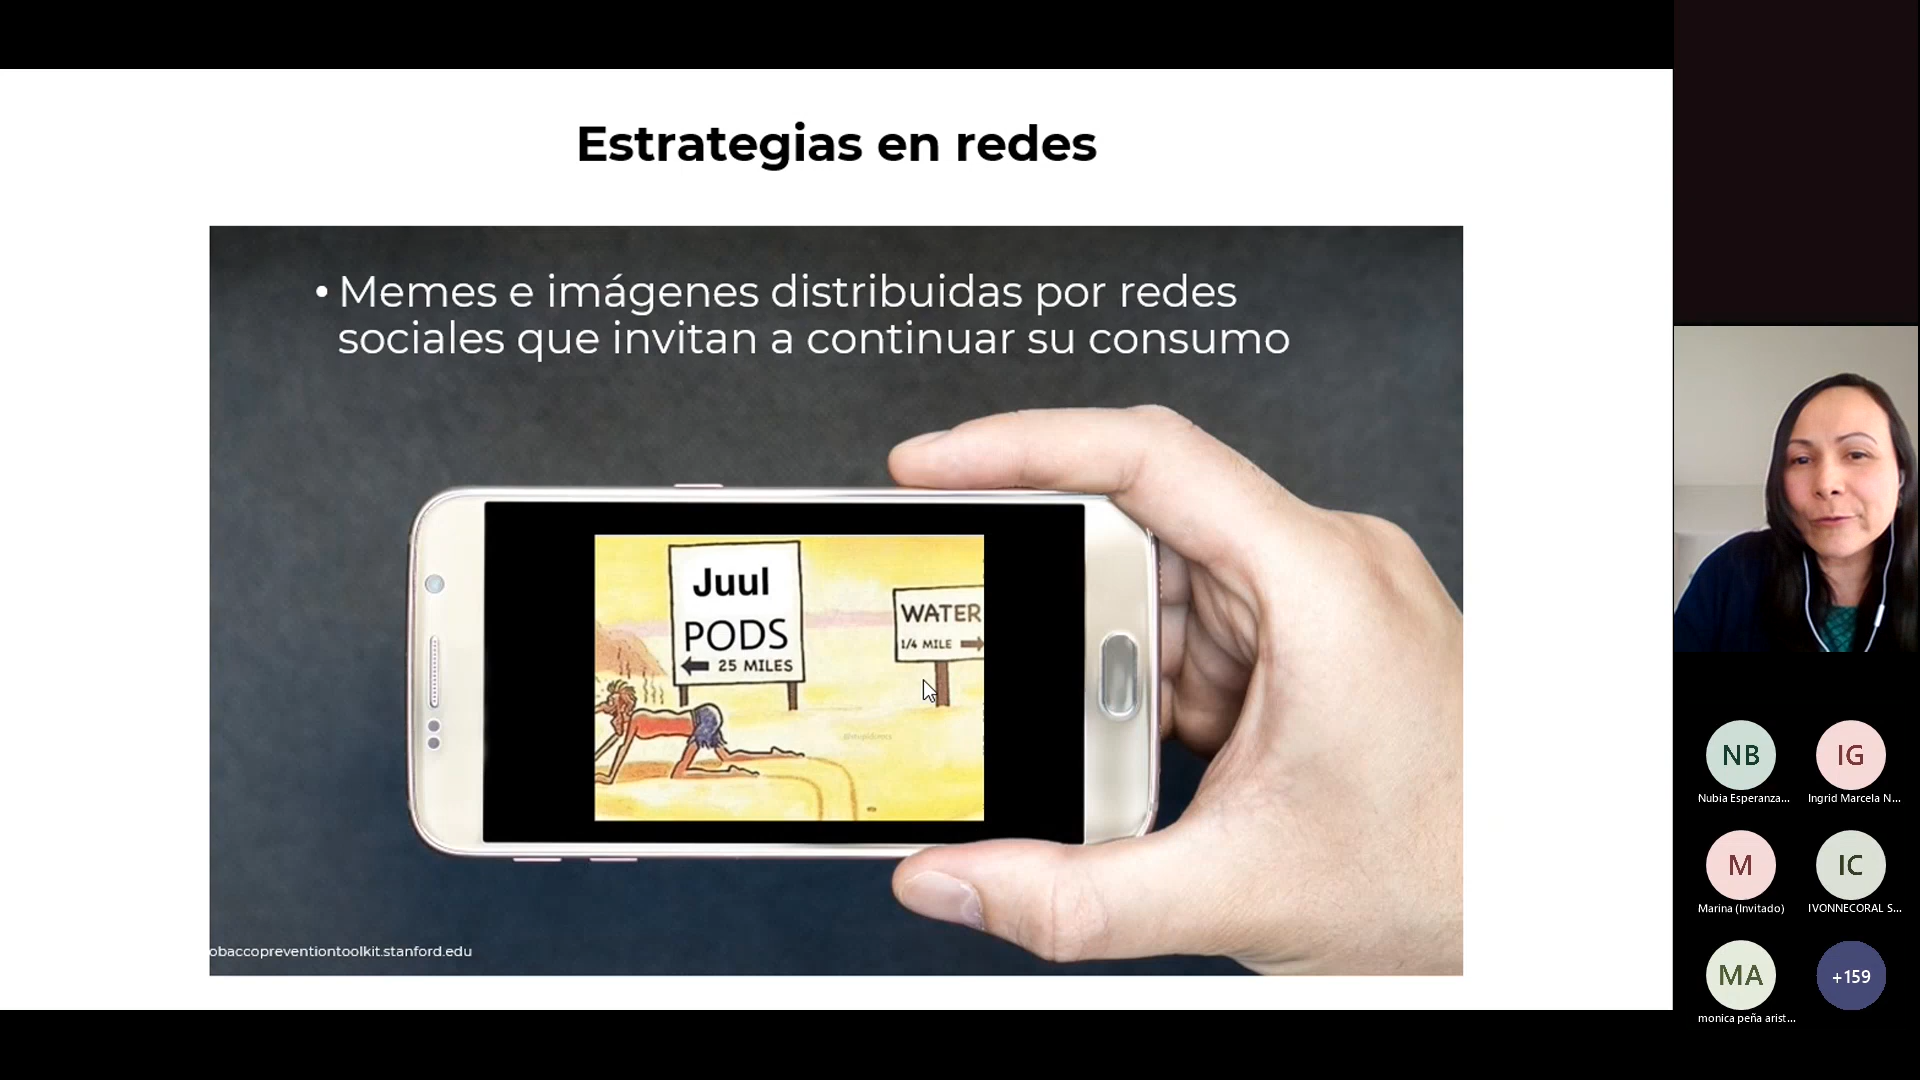 Estrategias en redes
• Memes e imágenes distribuidas por redes
sociales que invitan a continuar su consumo
Juul
PODS
25 MILES
WATER
1/4 MILE
obaccopreventiontoolkit.stanford.edu
NB
IG
Nubia Esperanza...
Ingrid Marcela N...
M
IC
Marina (Invitado)
IVONNECORAL S...
MA
+159
monica peña arist...